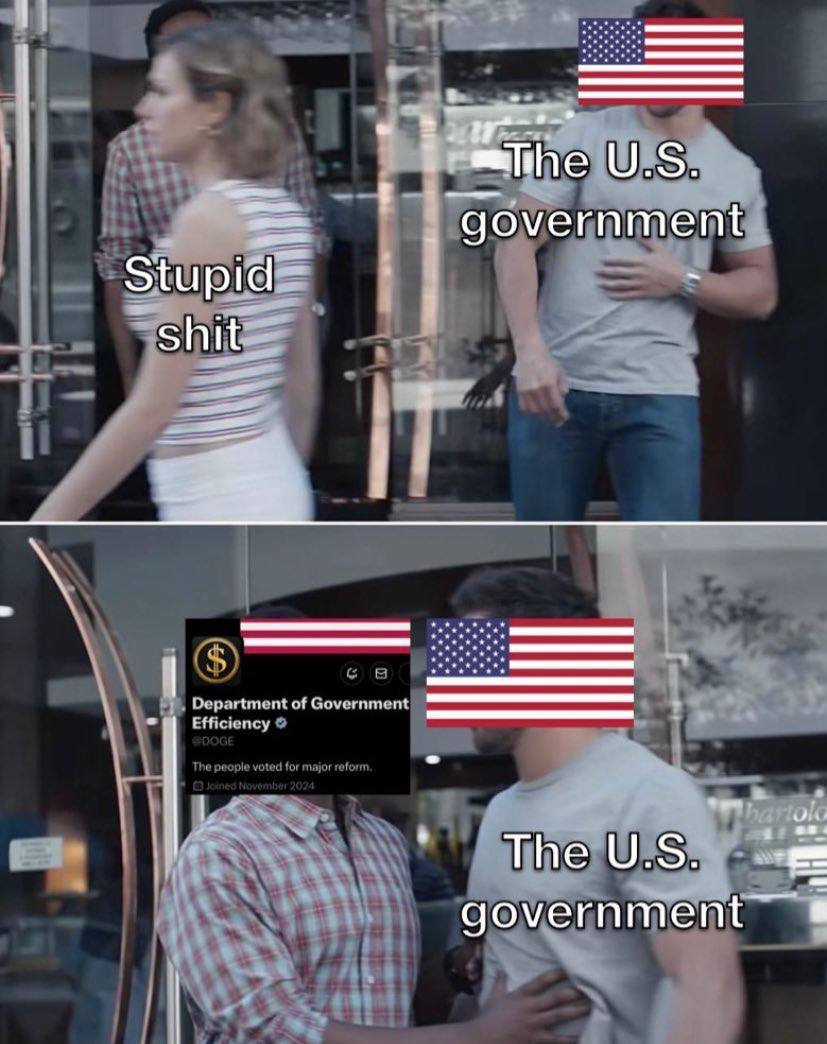 The U.S.
government
Stupid
shit
$
Department of Government
Efficiency
@DOGE
The people voted for major reform.
Joined November 2024
The U.S.
government
bartolo